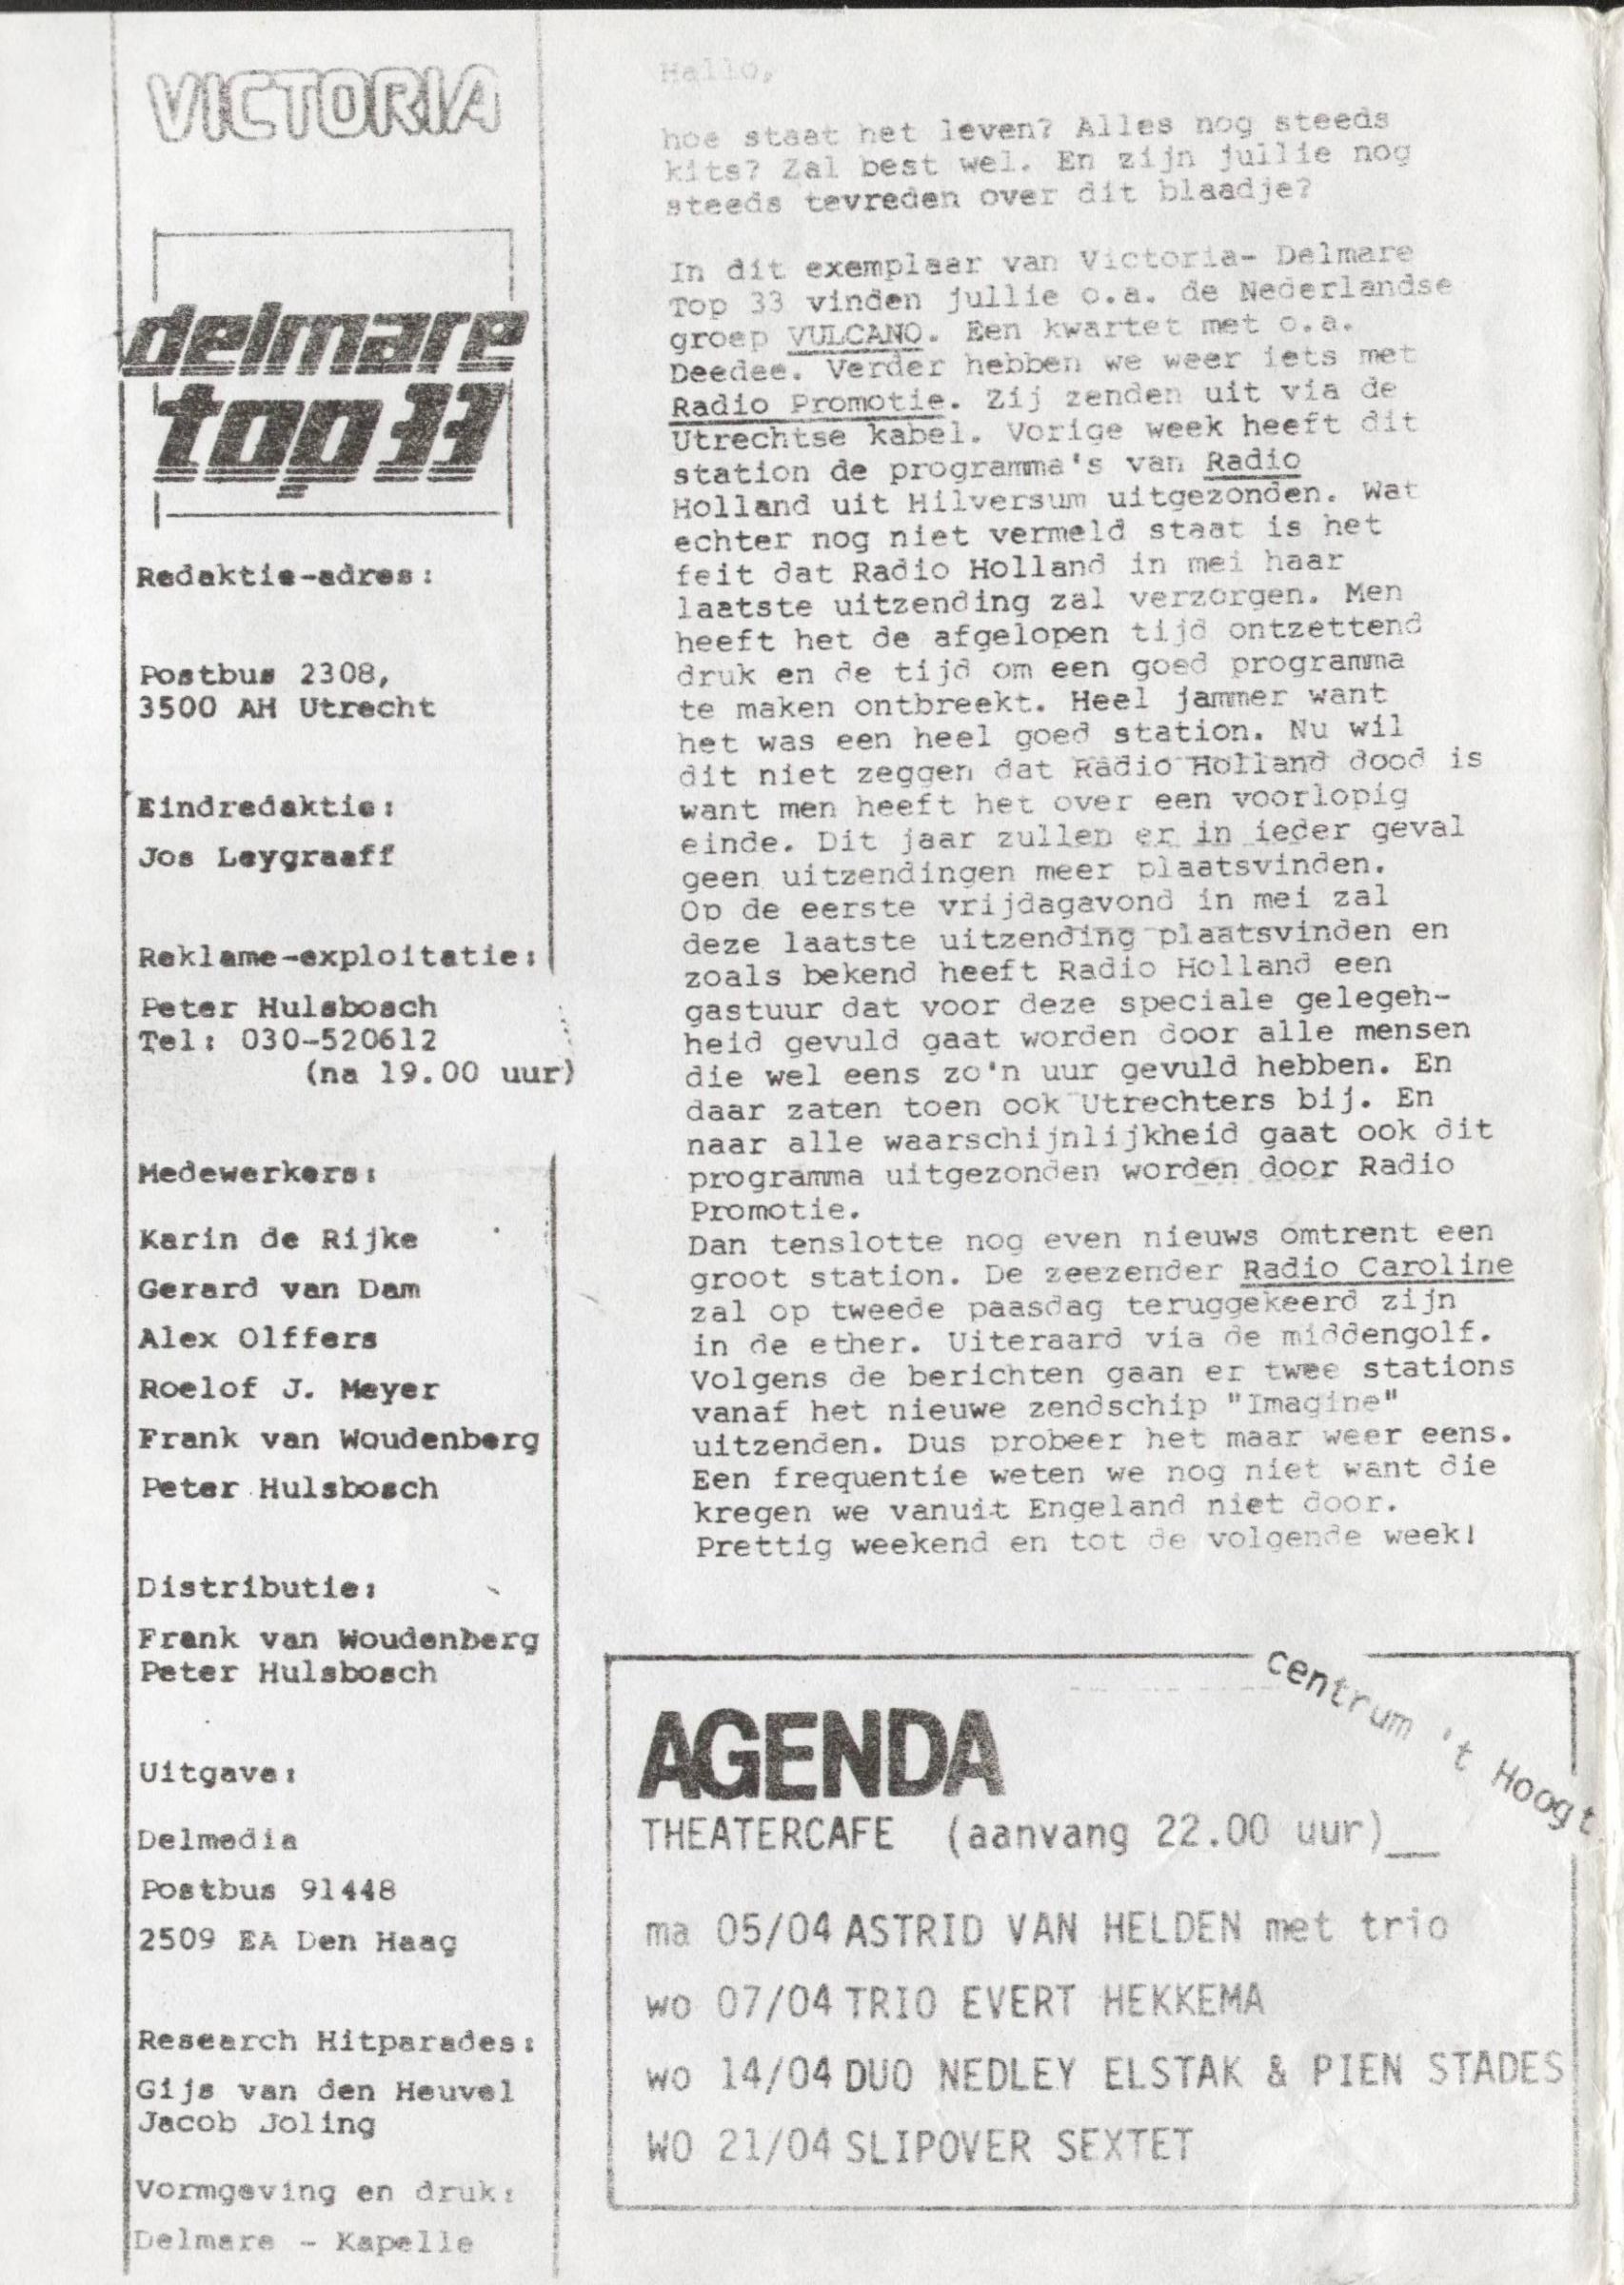 VICTORIA
delmare
top 33
Redaktie-adres:
Postbus 2308,
3500 AH Utrecht
Eindredaktie:
Jos Leygraaff
Reklame-exploitatie:
Peter Hulsbosch
Tel: 030-520612
(na 19.00 uur)
Medewerkers:
Karin de Rijke
Gerard van Dam
Alex Olffers
Roelof J. Meyer
Frank van Woudenberg
Peter Hulsbosch
Distributie:
Frank van Woudenberg
Peter Hulsbosch
Uitgave:
Delmedia
Postbus 91448
2509 EA Den Haag
Research Hitparades:
Gijs van den Heuvel
Jacob Joling
Vormgeving en druk:
Delmare - Kapelle
Hallo,
hoe staat het leven? Alles nog steeds
kits? Zal best wel. En zijn jullie nog
steeds tevreden over dit blaadje?
In dit exemplaar van Victoria- Delmare
Top 33 vinden jullie o.a. de Nederlandse
groep VULCANO. Een kwartet met o.a.
Deedee. Verder hebben we weer iets met
Radio Promotie. Zij zenden uit via de
Utrechtse kabel. Vorige week heeft dit
station de programma's van Radio
Holland uit Hilversum uitgezonden. Wat
echter nog niet vermeld staat is het
feit dat Radio Holland in mei haar
laatste uitzending zal verzorgen. Men
heeft het de afgelopen tijd ontzettend
druk en de tijd om een goed programma
te maken ontbreekt. Heel jammer want
het was een heel goed station. Nu wil
dit niet zeggen dat Radio Holland dood is
want men heeft het over een voorlopig
einde. Dit jaar zullen er in ieder geval
geen uitzendingen meer plaatsvinden.
Op de eerste vrijdagavond in mei zal
deze laatste uitzending plaatsvinden en
zoals bekend heeft Radio Holland een
gastuur dat voor deze speciale gelegeh-
heid gevuld gaat worden door alle mensen
die wel eens zo'n uur gevuld hebben. En
daar zaten toen ook Utrechters bij. En
naar alle waarschijnlijkheid gaat ook dit
programma uitgezonden worden door Radio
Promotie.
Dan tenslotte nog even nieuws omtrent een
groot station. De zeezender Radio Caroline
zal op tweede paasdag teruggekeerd zijn
in de ether. Uiteraard via de middengolf.
Volgens de berichten gaan er twee stations
vanaf het nieuwe zendschip "Imagine"
uitzenden. Dus probeer het maar weer eens.
Een frequentie weten we nog niet want die
kregen we vanuit Engeland niet door.
Prettig weekend en tot de volgende week!
centrum 't Hoogt
AGENDA
THEATERCAFE (aanvang 22.00 uur)
ma 05/04 ASTRID VAN HELDEN met trio
wo 07/04 TRIO EVERT HEKKEMA
wo 14/04 DUO NEDLEY ELSTAK & PIEN STADES
WO 21/04 SLIPOVER SEXTET